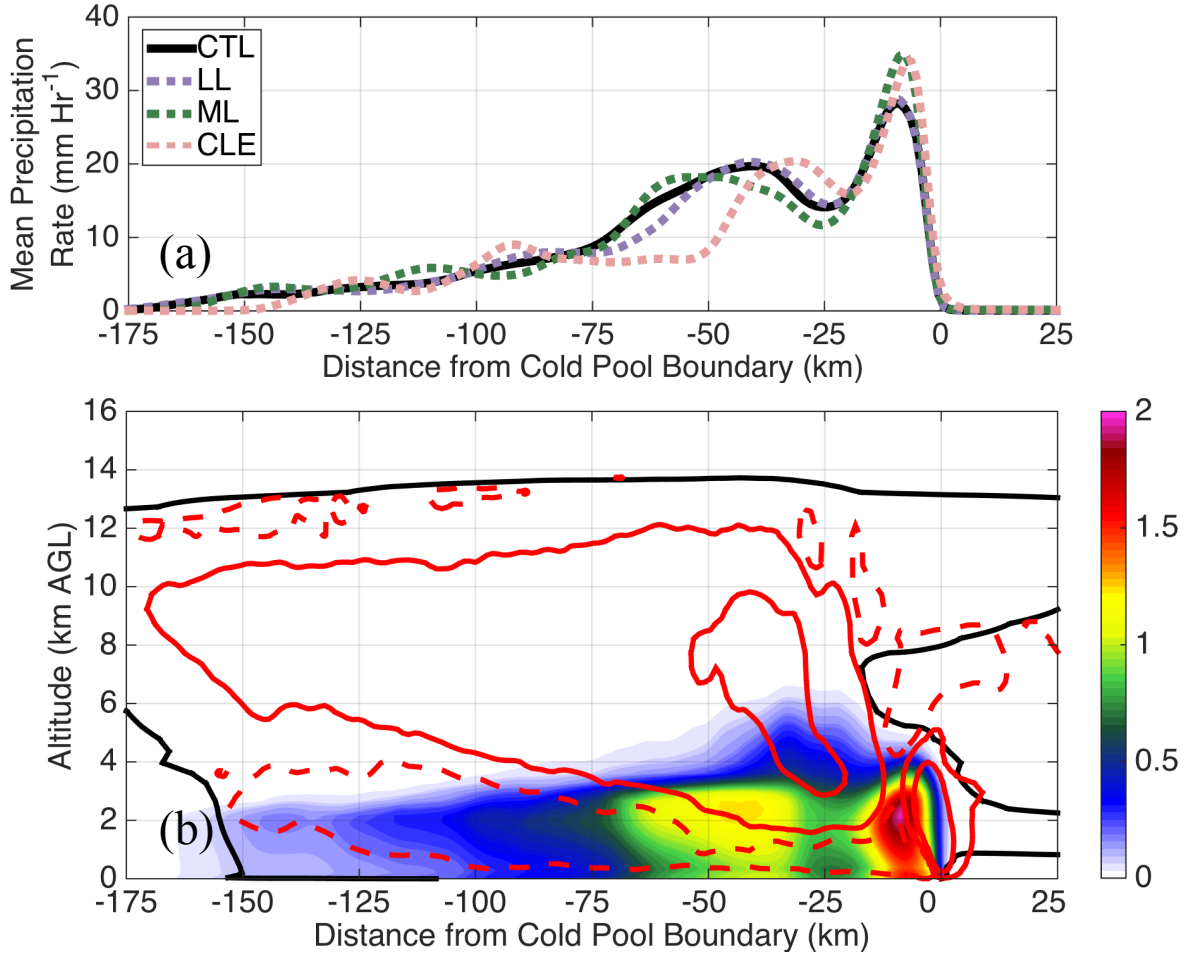 40
30
20
10
0
Mean Precipitation
Rate (mm Hr⁻¹)
CTL
LL
ML
CLE
(a)
-175 -150 -125 -100 -75 -50 -25 0 25
Distance from Cold Pool Boundary (km)
16
14
12
10
8
6
4
2
0
Altitude (km AGL)
(b)
-175 -150 -125 -100 -75 -50 -25 0 25
Distance from Cold Pool Boundary (km)
2
1.5
1
0.5
0